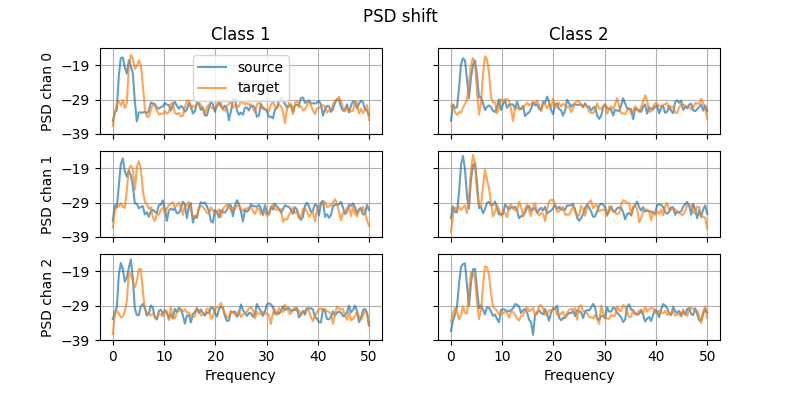 PSD shift
Class 1
Class 2
PSD chan 0
−19
−29
−39
source
target
PSD chan 1
−19
−29
−39
PSD chan 2
−19
−29
−39
0 10 20 30 40 50
0 10 20 30 40 50
Frequency
Frequency